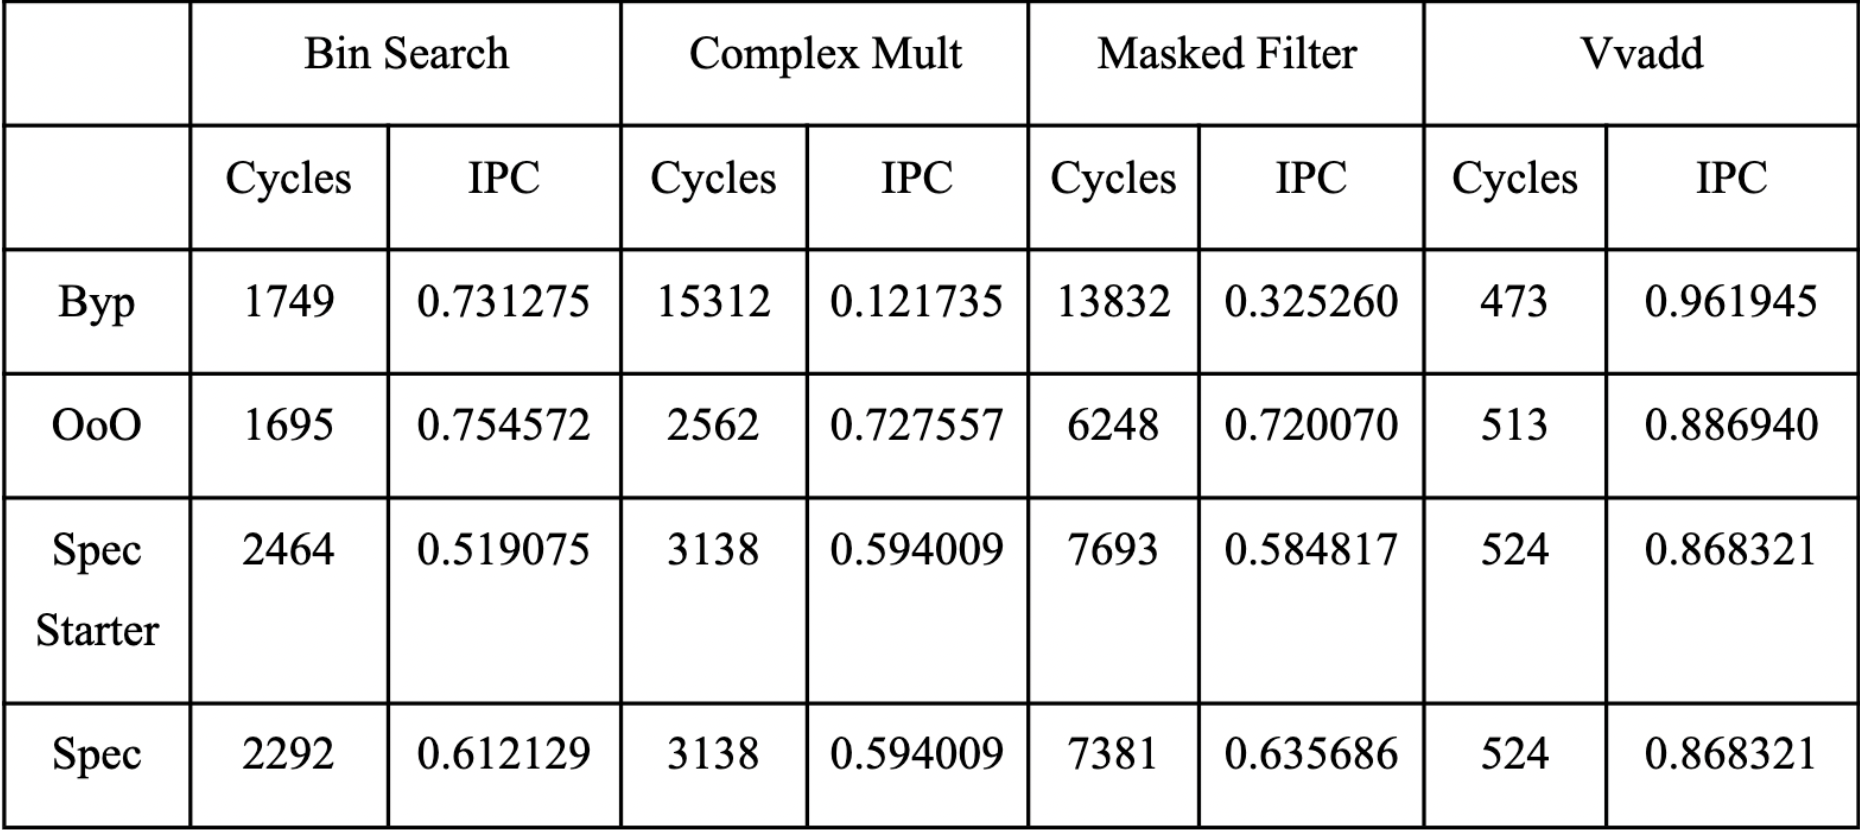 Bin Search Complex Mult Masked Filter Vvadd
Cycles IPC Cycles IPC Cycles IPC Cycles IPC
Byp 1749 0.731275 15312 0.121735 13832 0.325260 473 0.961945
OoO 1695 0.754572 2562 0.727557 6248 0.720070 513 0.886940
Spec 2464 0.519075 3138 0.594009 7693 0.584817 524 0.868321
Starter
Spec 2292 0.612129 3138 0.594009 7381 0.635686 524 0.868321